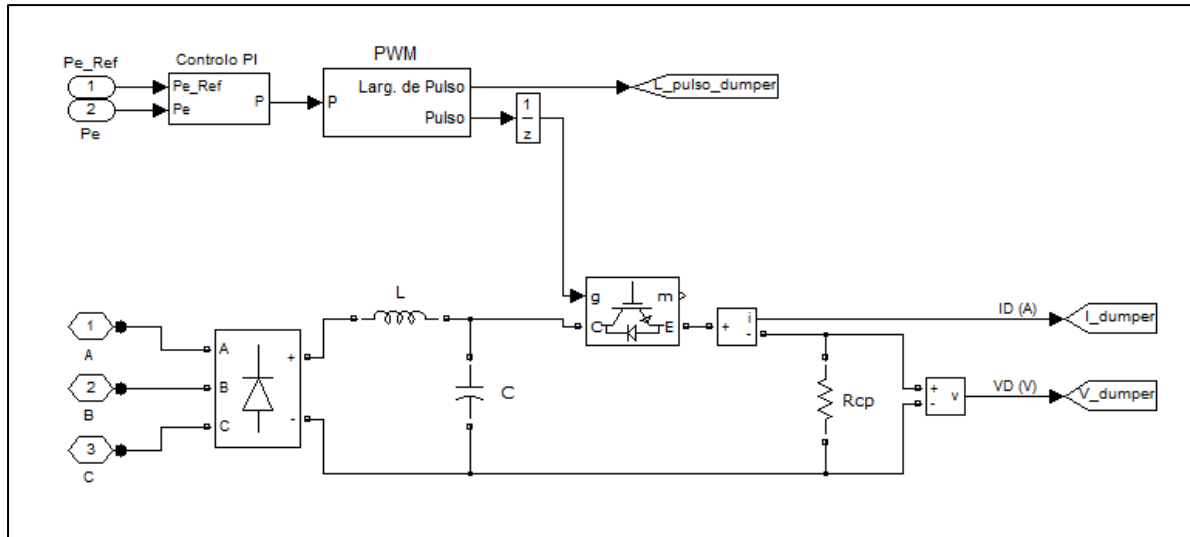 Pe_Ref
1
2
Pe
Controlo PI
Pe_Ref
Pe
P
PWM
P
Larg. de Pulso
Pulso
1
z
L_pulso_dumper
g
m
C
E
+
i
-
ID (A)
I_dumper
L
C
Rcp
+
-
v
VD (V)
V_dumper
1
A
2
B
3
C
A
B
C
+
-